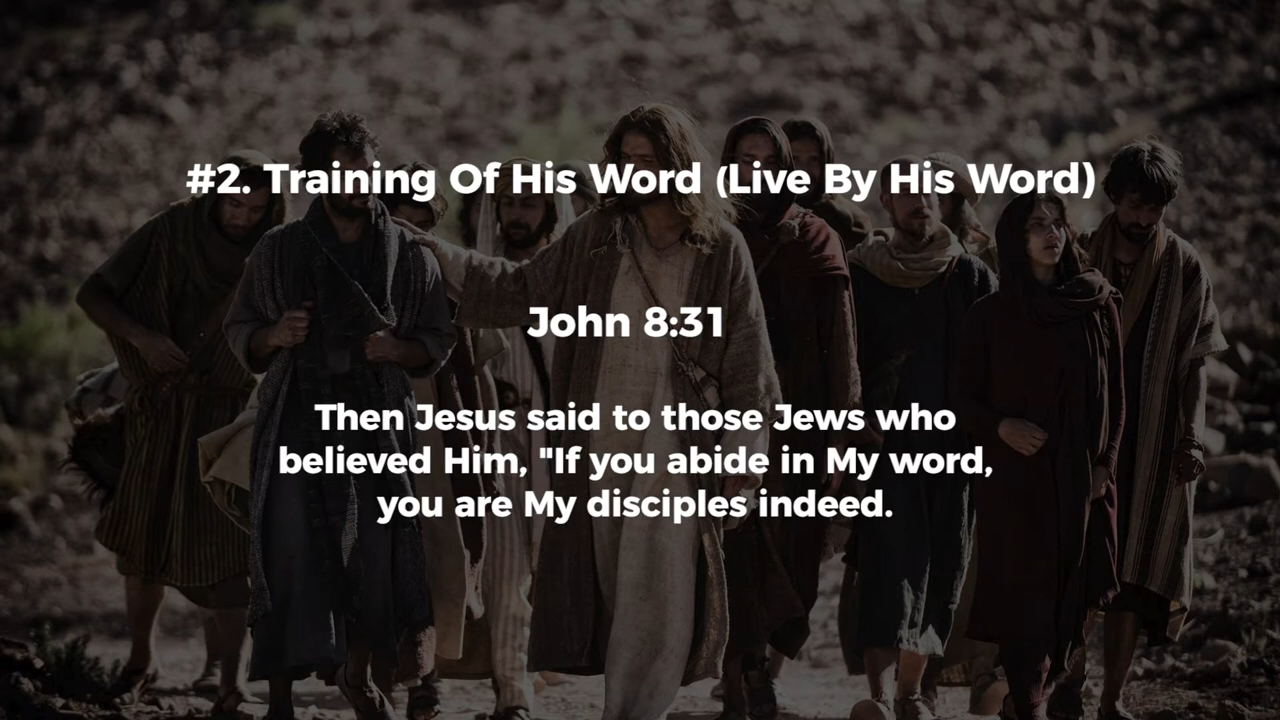 #2. Training Of His Word (Live By His Word)
John 8:31
Then Jesus said to those Jews who
believed Him, "If you abide in My word,
you are My disciples indeed.